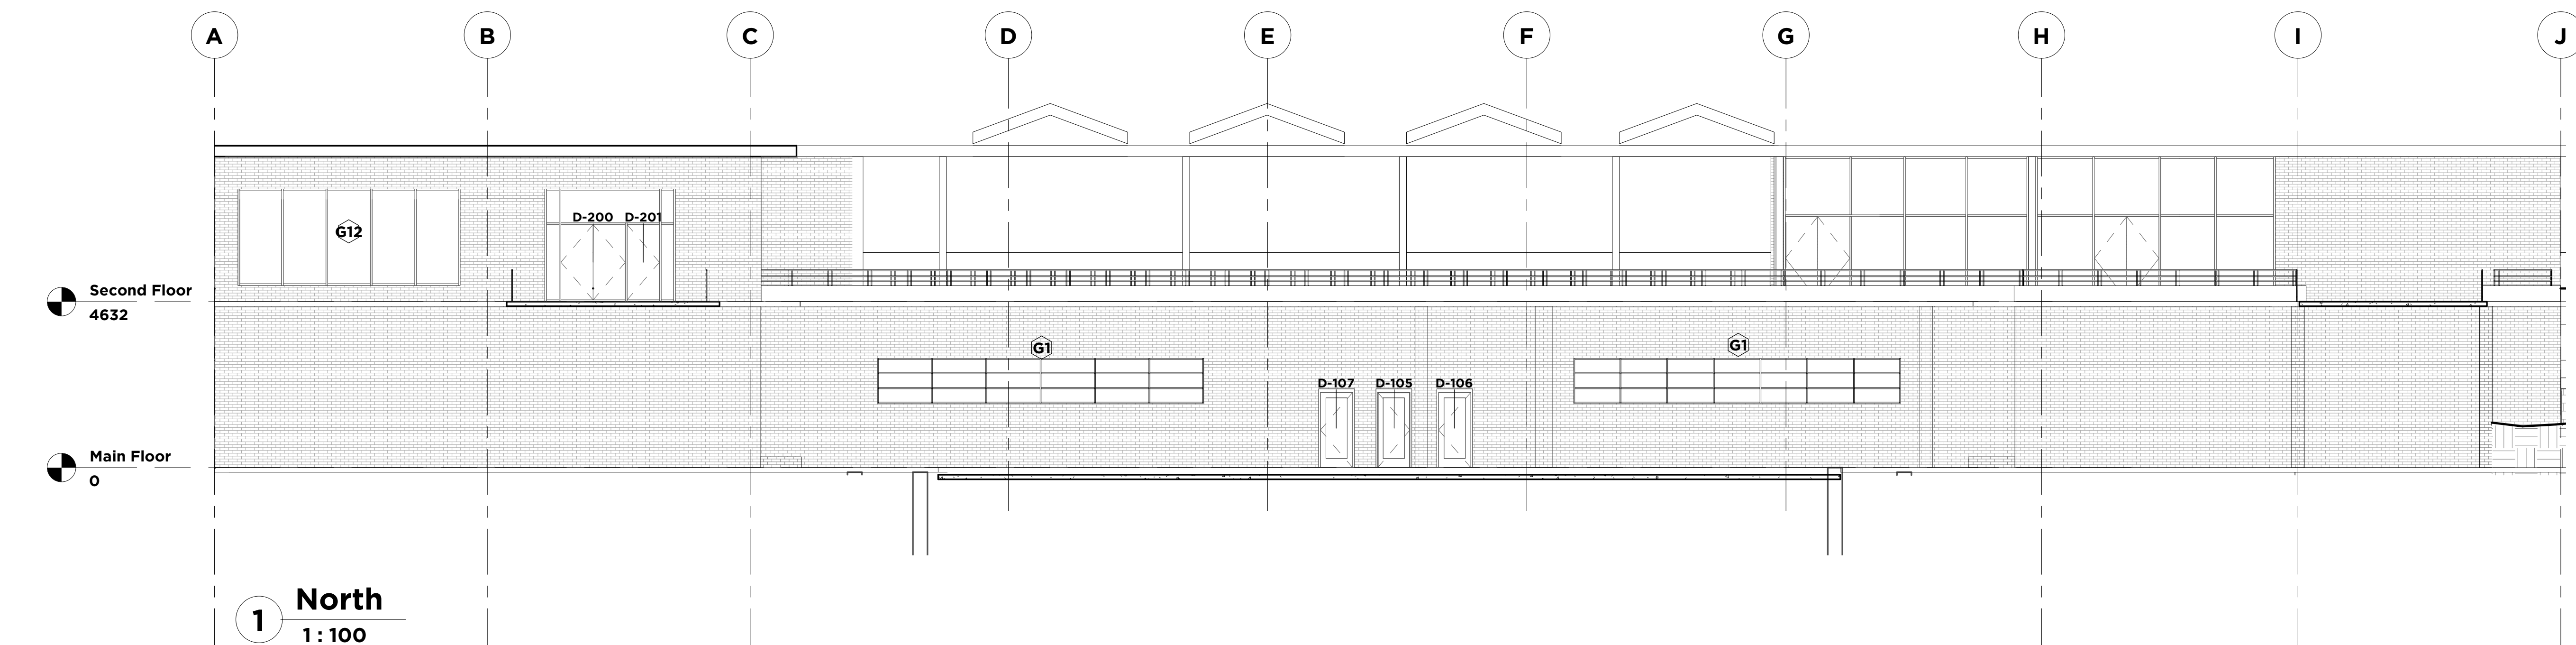 A B C D E F G H I J
D-200 D-201
G12
Second Floor
4632
G1 G1
D-107 D-105 D-106
Main Floor
0
1 North
1 : 100